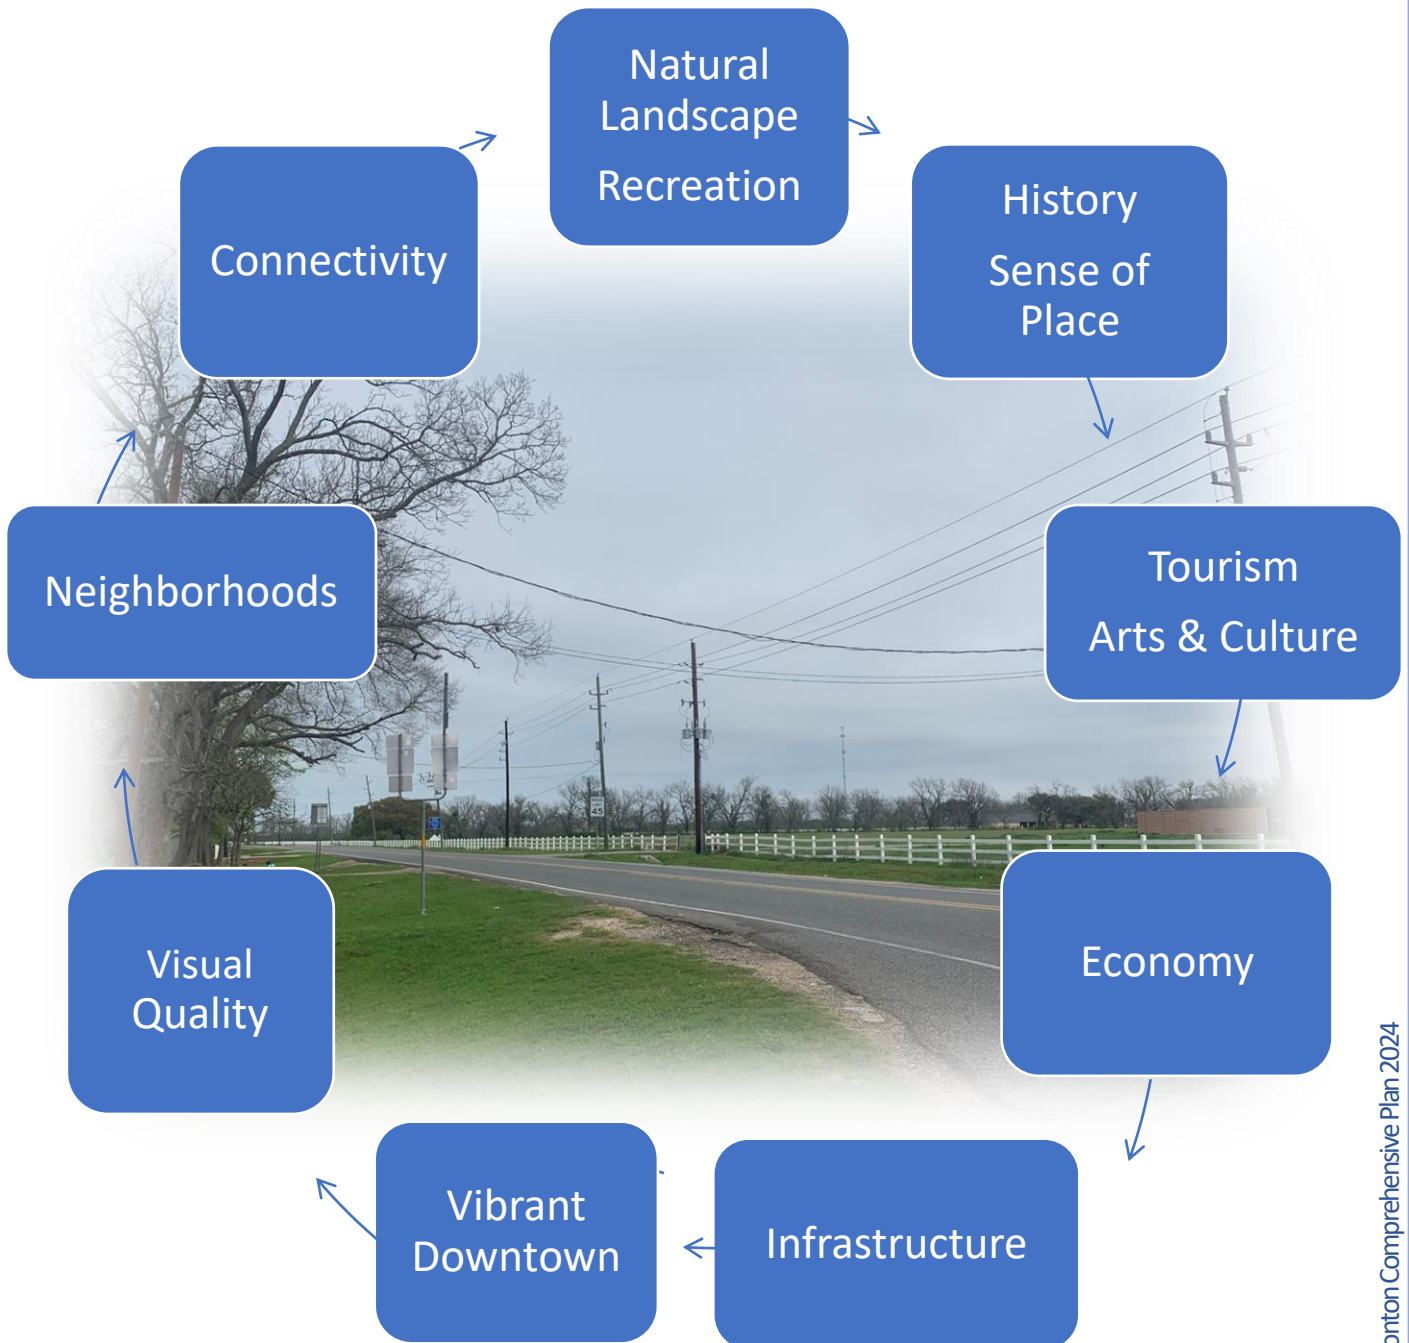 Natural
Landscape
Recreation
History
Sense of
Place
Tourism
Arts & Culture
Economy
Infrastructure
Vibrant
Downtown
Visual
Quality
Neighborhoods
Connectivity
45
Comprehensive Plan 2024